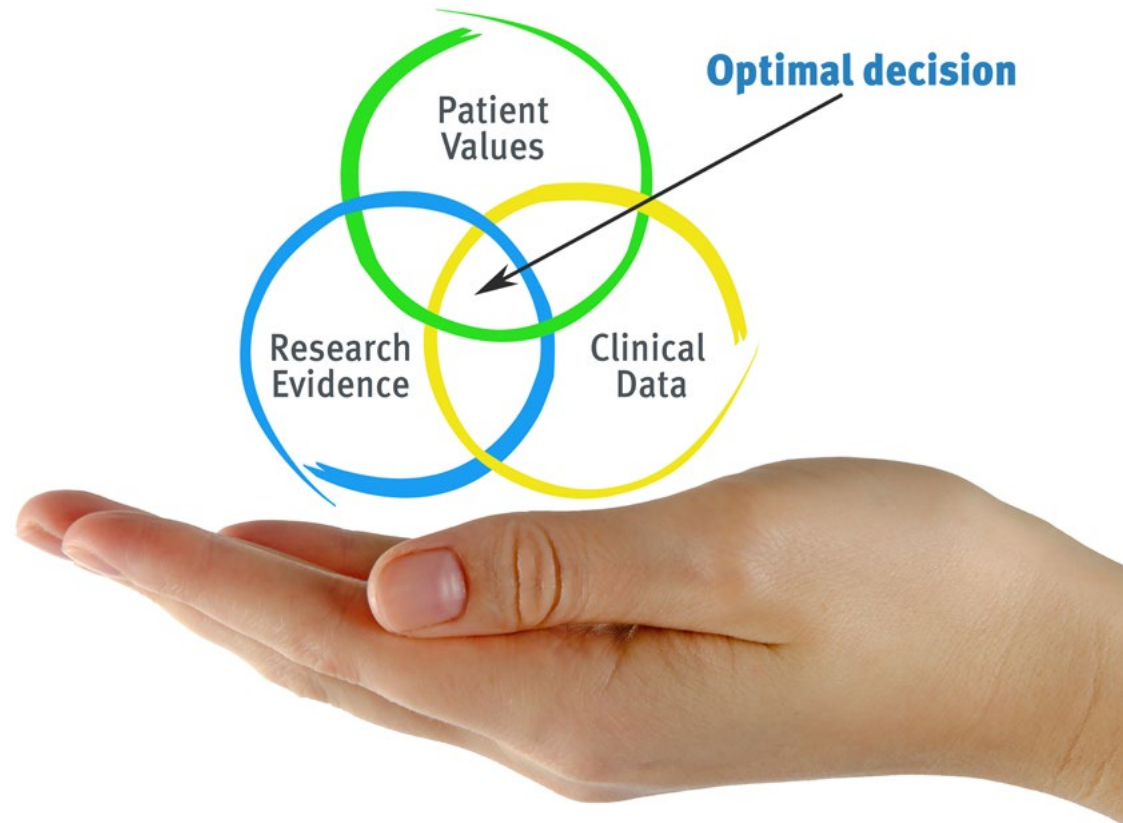 Optimal decision
Patient
Values
Research
Evidence
Clinical
Data